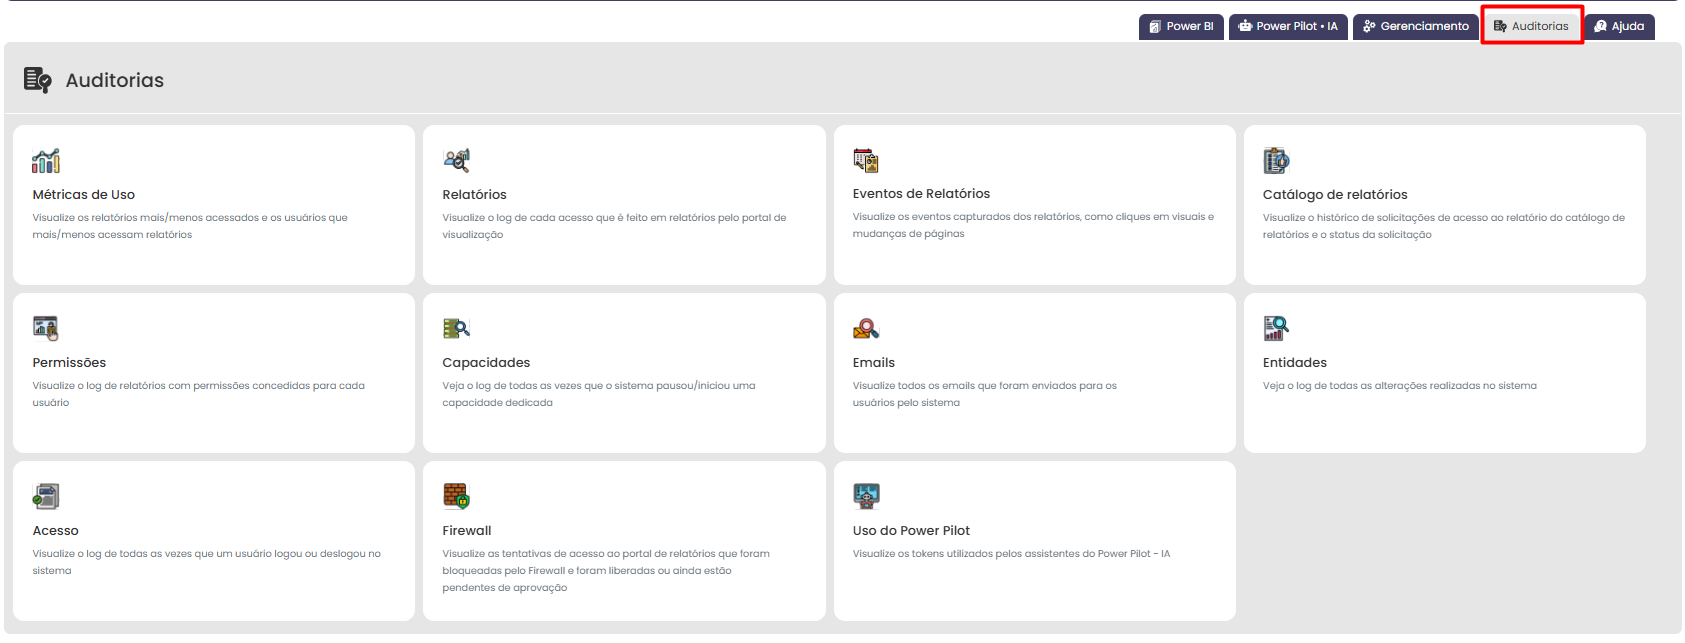 Power BI
Power Pilot • IA
Gerenciamento
Auditorias
Ajuda
Auditorias
Métricas de Uso
Visualize os relatórios mais/menos acessados e os usuários que
mais/menos acessam relatórios
Relatórios
Visualize o log de cada acesso que é feito em relatórios pelo portal de
visualização
Eventos de Relatórios
Visualize os eventos capturados dos relatórios, como cliques em visuais e
mudanças de páginas
Catálogo de relatórios
Visualize o histórico de solicitações de acesso ao relatório do catálogo de
relatórios e o status da solicitação
Permissões
Visualize o log de relatórios com permissões concedidas para cada
usuário
Capacidades
Veja o log de todas as vezes que o sistema pausou/iniciou uma
capacidade dedicada
Emails
Visualize todos os emails que foram enviados para os
usuários pelo sistema
Entidades
Veja o log de todas as alterações realizadas no sistema
Acesso
Visualize o log de todas as vezes que um usuário logou ou deslogou no
sistema
Firewall
Visualize as tentativas de acesso ao portal de relatórios que foram
bloqueadas pelo Firewall e foram liberadas ou ainda estão
pendentes de aprovação
Uso do Power Pilot
Visualize os tokens utilizados pelos assistentes do Power Pilot - IA